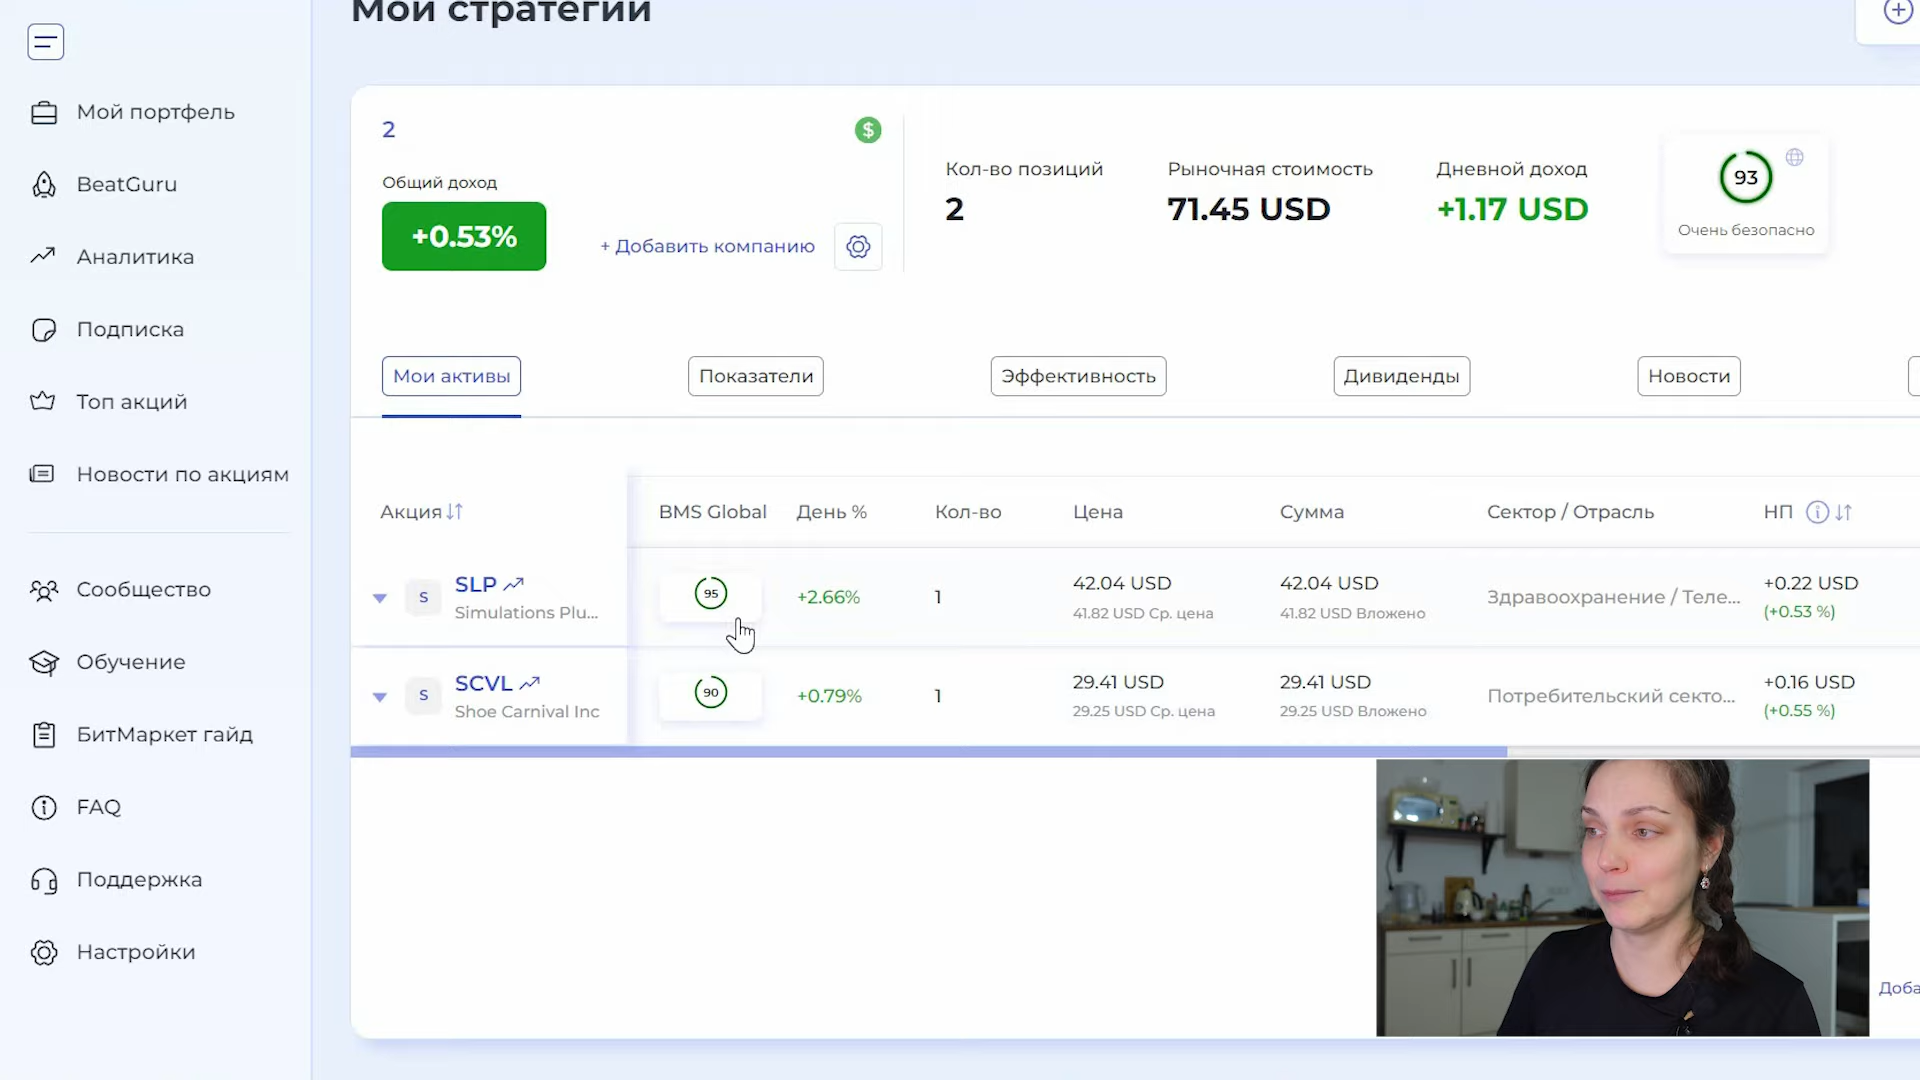 Мои стратегии
Мой портфель
BeatGuru
Аналитика
Подписка
Топ акций
Новости по акциям
Сообщество
Обучение
БитМаркет гайд
FAQ
Поддержка
Настройки
2
$
Общий доход
+0.53%
+ Добавить компанию
Кол-во позиций
2
Рыночная стоимость
71.45 USD
Дневной доход
+1.17 USD
93
Очень безопасно
Мои активы
Показатели
Эффективность
Дивиденды
Новости
Акция
BMS Global
День %
Кол-во
Цена
Сумма
Сектор / Отрасль
НП
S
SLP
Simulations Plu...
95
+2.66%
1
42.04 USD
41.82 USD Ср. цена
42.04 USD
41.82 USD Вложено
Здравоохранение / Теле...
+0.22 USD
(+0.53 %)
S
SCVL
Shoe Carnival Inc
90
+0.79%
1
29.41 USD
29.25 USD Ср. цена
29.41 USD
29.25 USD Вложено
Потребительский секто...
+0.16 USD
(+0.55 %)
Доба